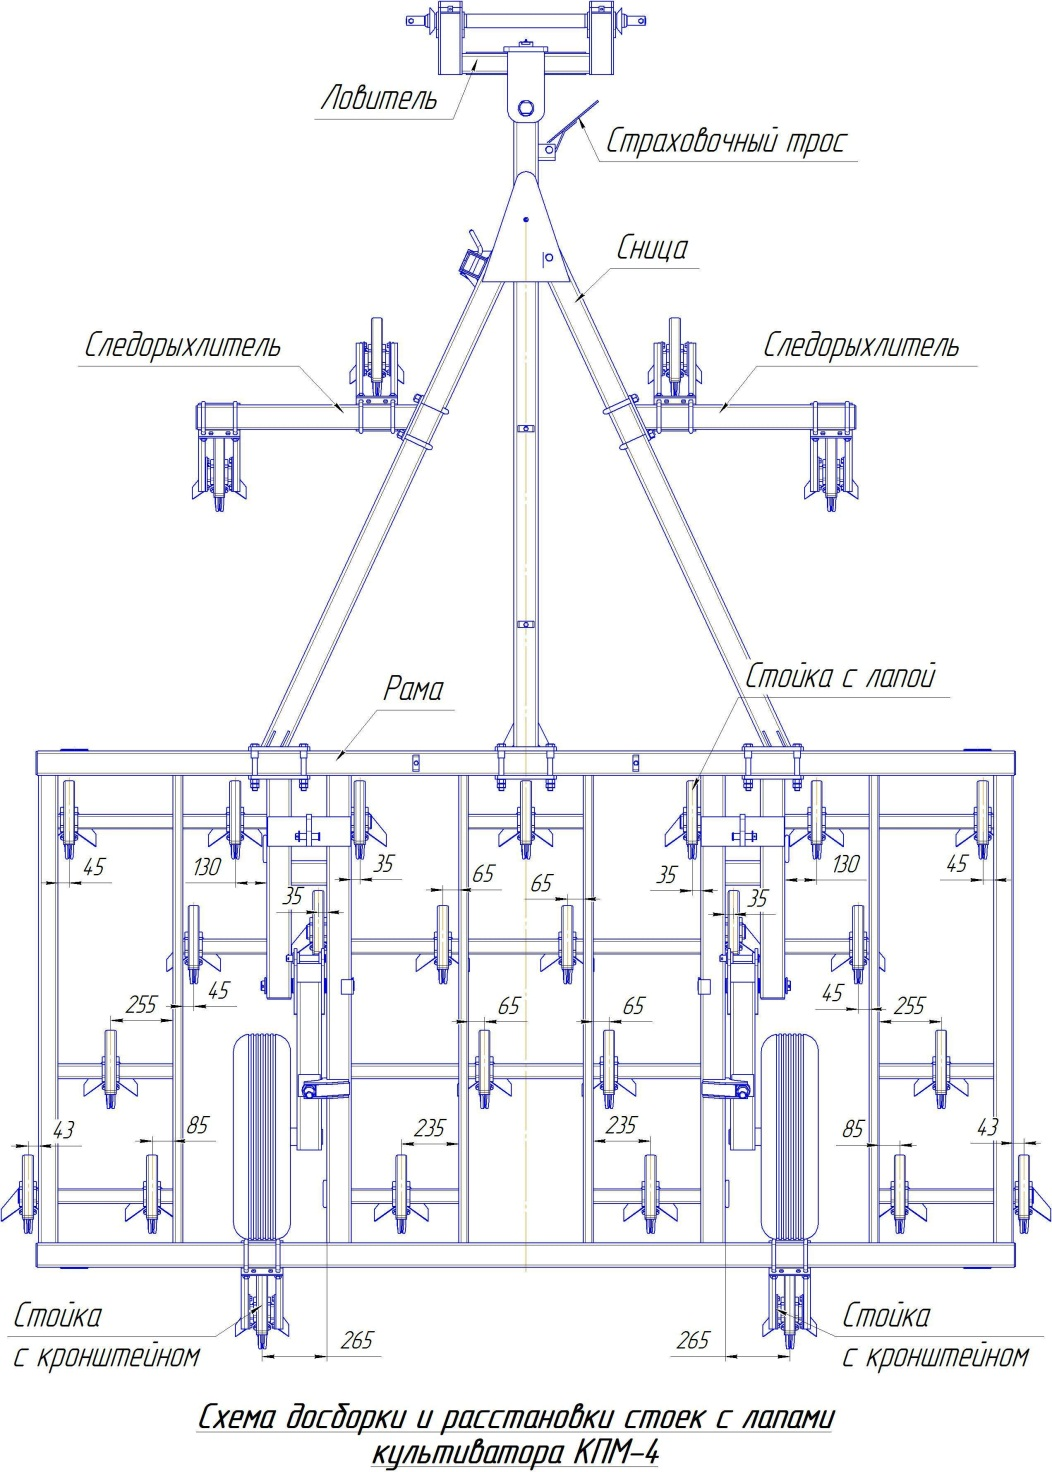 Ловитель
Страховочный трос
Сница
Следорыхлитель
Следорыхлитель
Рама
Стойка с лапой
45
130
35
65
65
35
130
45
35
35
255
45
65
65
45
255
43
85
235
235
85
43
Стойка
с кронштейном
265
265
Стойка
с кронштейном
Схема досборки и расстановки стоек с лапами
культиватора КПМ-4